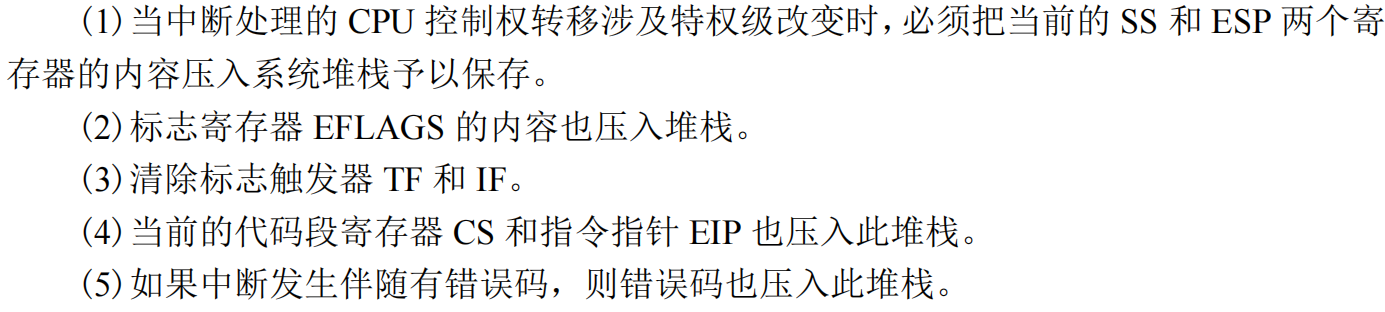 (1)当中断处理的 CPU 控制权转移涉及特权级改变时,必须把当前的 SS 和 ESP 两个寄
存器的内容压入系统堆栈予以保存。
(2)标志寄存器 EFLAGS 的内容也压入堆栈。
(3)清除标志触发器 TF 和 IF。
(4)当前的代码段寄存器 CS 和指令指针 EIP 也压入此堆栈。
(5)如果中断发生伴随有错误码，则错误码也压入此堆栈。